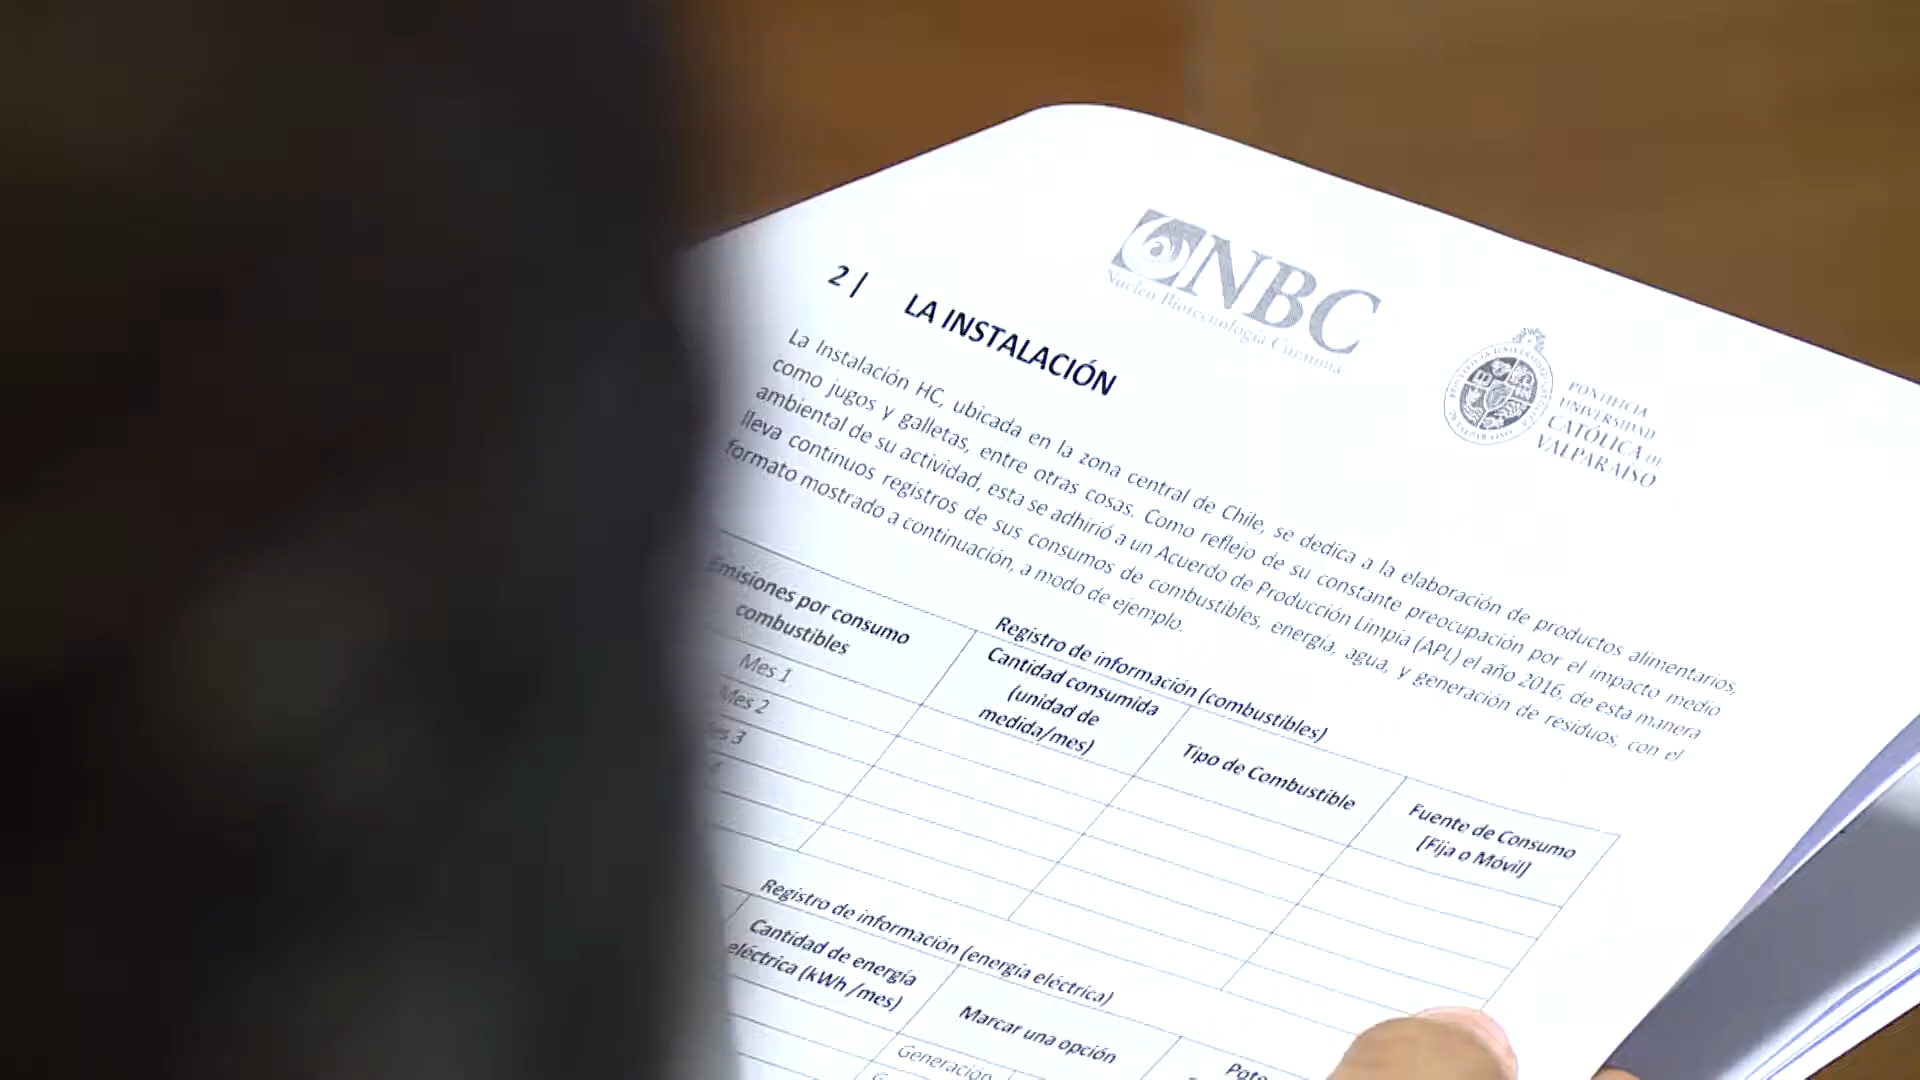 NBC
Núcleo Biotecnología Curauma
PONTIFICIA
UNIVERSIDAD
CATÓLICA DE
VALPARAÍSO
2 | LA INSTALACIÓN
La Instalación HC, ubicada en la zona central de Chile, se dedica a la elaboración de productos alimentarios,
como jugos y galletas, entre otras cosas. Como reflejo de su constante preocupación por el impacto medio
ambiental de su actividad, esta se adhirió a un Acuerdo de Producción Limpia (APL) el año 2016, de esta manera
lleva continuos registros de sus consumos de combustibles, energía, agua, y generación de residuos, con el
formato mostrado a continuación, a modo de ejemplo.
Registro de información (combustibles)
Emisiones por consumo
combustibles
Cantidad consumida
(unidad de
medida/mes)
Tipo de Combustible
Fuente de Consumo
[Fija o Móvil]
Mes 1
Mes 2
3
4
Registro de información (energía eléctrica)
Cantidad de energía
eléctrica (kWh /mes)
Marcar una opción
Generación